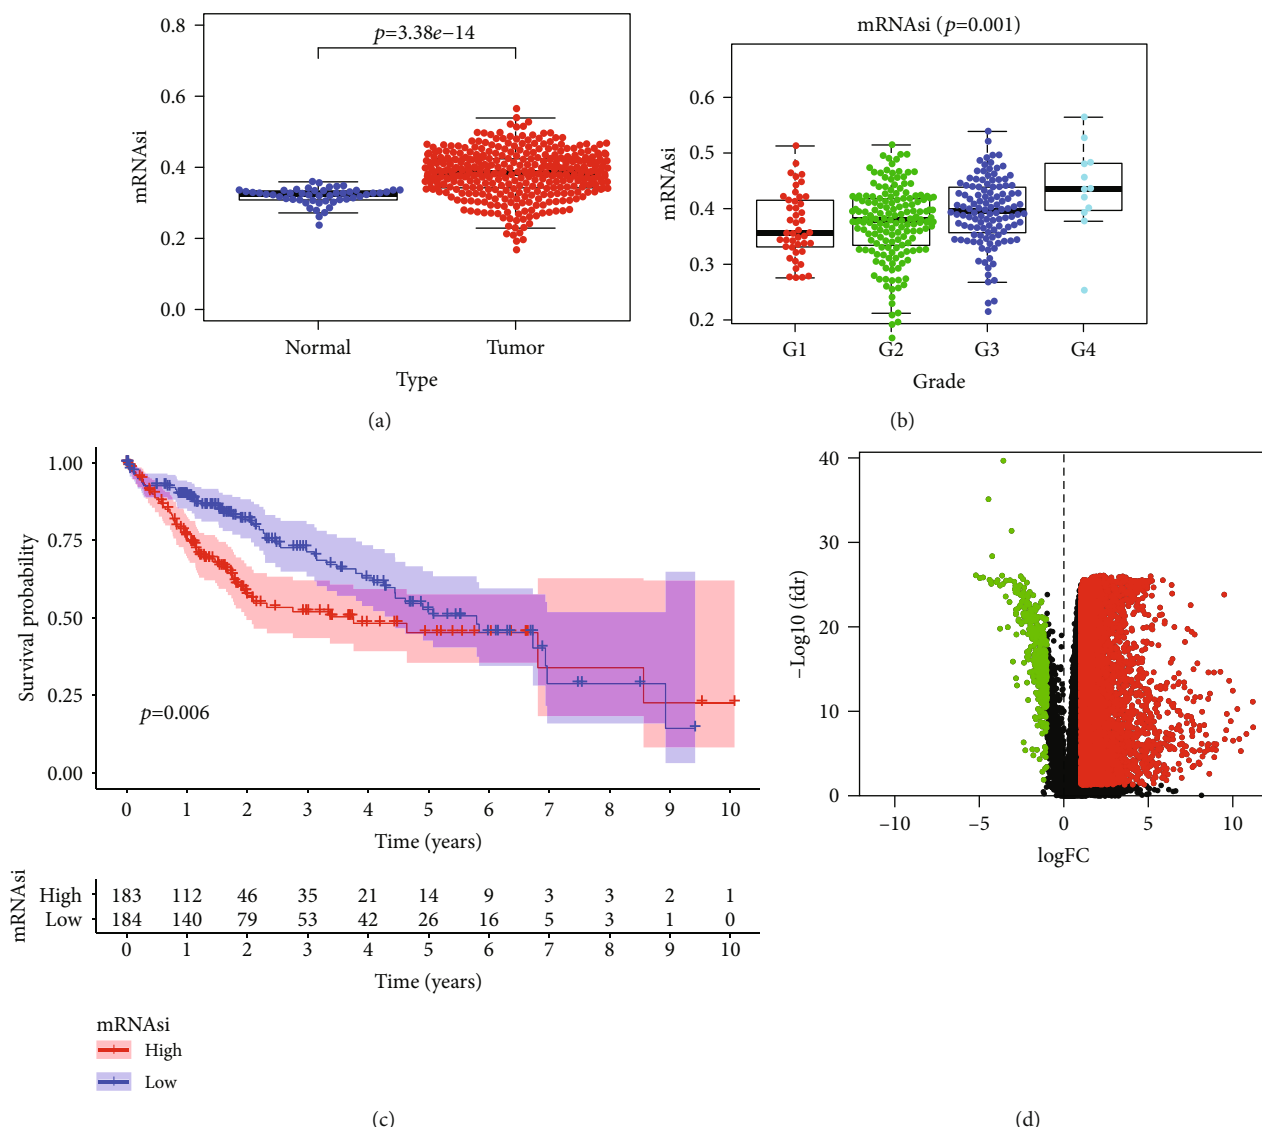 mRNAsi
0.8
0.6
0.4
0.2
0.0
p=3.38e−14
Normal Tumor
Type
(a)
mRNAsi (p=0.001)
mRNAsi
0.6
0.5
0.4
0.3
0.2
G1 G2 G3 G4
Grade
(b)
Survival probability
1.00
0.75
0.50
0.25
0.00
p=0.006
0 1 2 3 4 5 6 7 8 9 10
Time (years)
mRNAsi
High 183 112 46 35 21 14 9 3 3 2 1
Low 184 140 79 53 42 26 16 5 3 1 0
0 1 2 3 4 5 6 7 8 9 10
Time (years)
mRNAsi
High
Low
(c)
−Log10 (fdr)
40
30
20
10
0
−10 −5 0 5 10
logFC
(d)